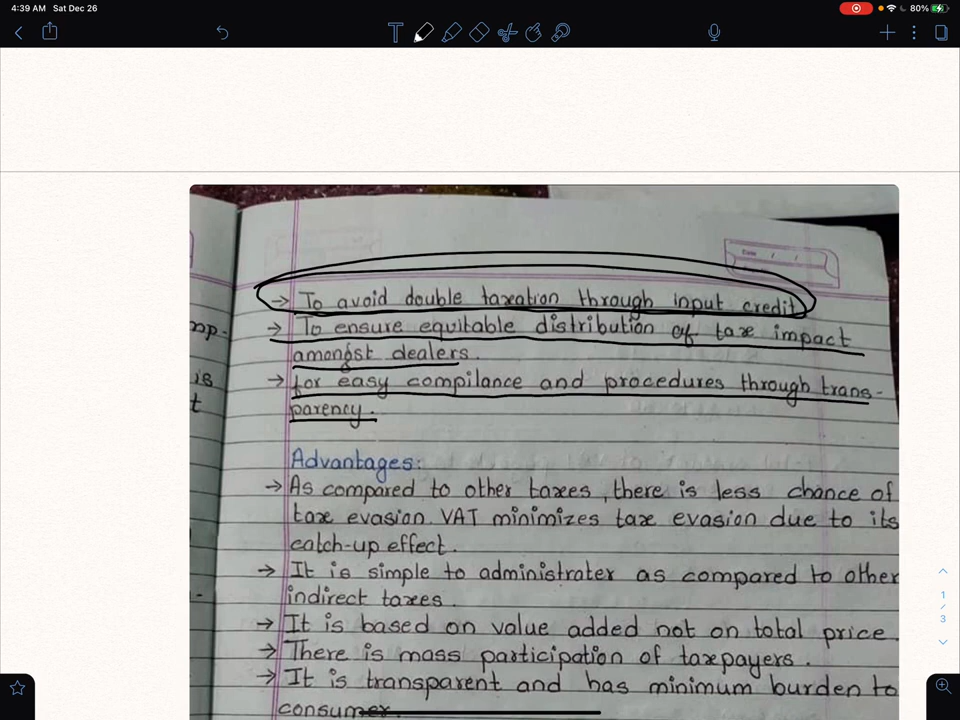 4:39 AM Sat Dec 26
80%
T
np-
is
t
Date / /
→ To avoid double taxation through input credit
→ To ensure equitable distribution of tax impact
amongst dealers.
→ for easy compilance and procedures through trans-
parency.
Advantages:
→ As compared to other taxes, there is less chance of
tax evasion. VAT minimizes tax evasion due to its
catch-up effect.
→ It is simple to administrater as compared to other
indirect taxes.
→ It is based on value added not on total price.
→ There is mass participation of taxpayers.
→ It is transparent and has minimum burden to
consumer.
1
/
3